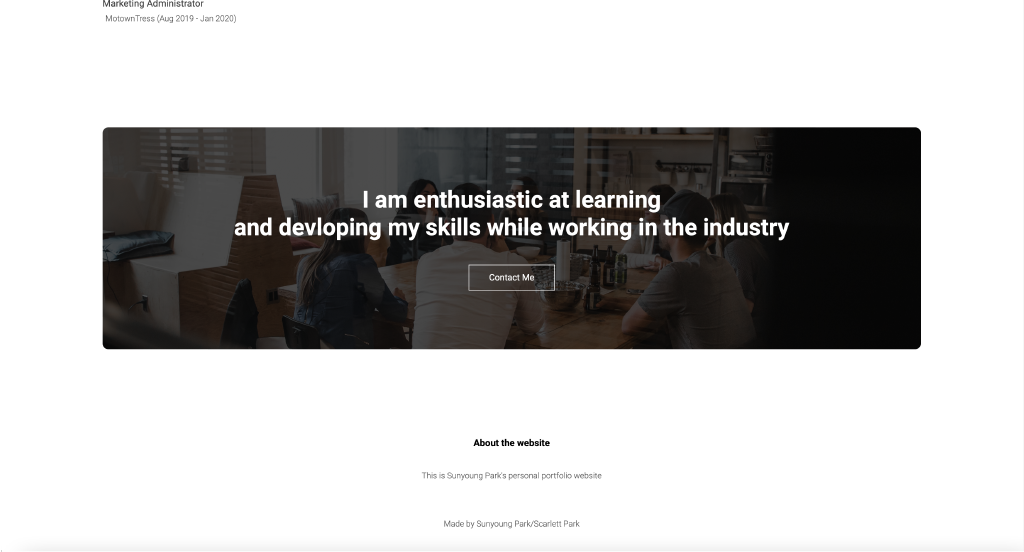 Marketing Administrator
MotownTress (Aug 2019 - Jan 2020)
I am enthusiastic at learning
and devloping my skills while working in the industry
Contact Me
About the website
This is Sunyoung Park's personal portfolio website
Made by Sunyoung Park/Scarlett Park